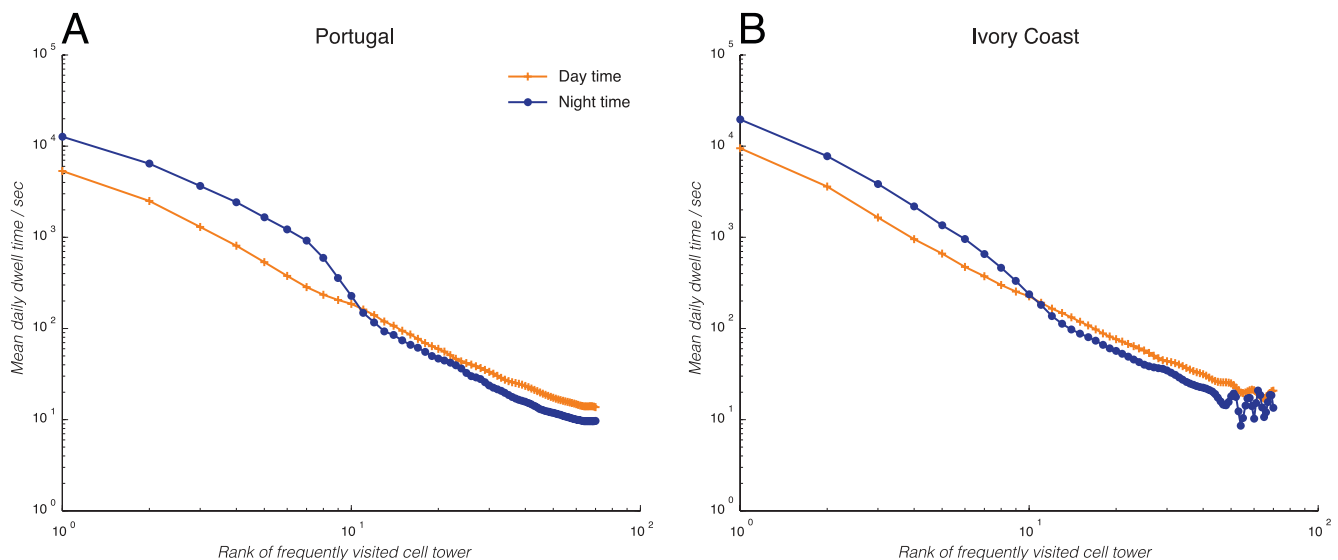 A
Portugal
10^5
10^4
10^3
10^2
10^1
10^0
Mean daily dwell time / sec
Day time
Night time
10^0
10^1
10^2
Rank of frequently visited cell tower
B
Ivory Coast
10^5
10^4
10^3
10^2
10^1
10^0
Mean daily dwell time / sec
10^0
10^1
10^2
Rank of frequently visited cell tower